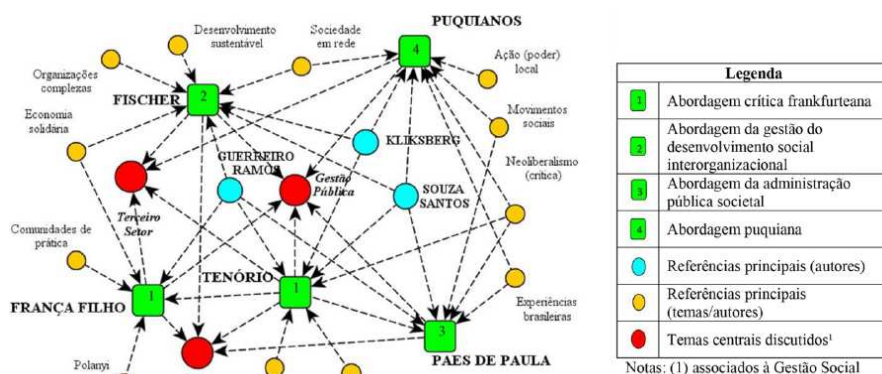 PUQUIANOS
Desenvolvimento
sustentável
Sociedade
em rede
4
Ação (poder)
local
Organizações
complexas
FISCHER
2
Economia
solidária
Movimentos
sociais
KLIKSBERG
GUERREIRO
RAMOS
Gestão
Pública
Neoliberalismo
(crítica)
SOUZA
SANTOS
Terceiro
Setor
Comunidades de
prática
TENÓRIO
1
FRANÇA FILHO
1
Experiências
brasileiras
3
PAES DE PAULA
Polanyi
Legenda
1 Abordagem crítica frankfurteana
2 Abordagem da gestão do
desenvolvimento social
interorganizacional
3 Abordagem da administração
pública societal
4 Abordagem puquiana
Referências principais (autores)
Referências principais
(temas/autores)
Temas centrais discutidos¹
Notas: (1) associados à Gestão Social